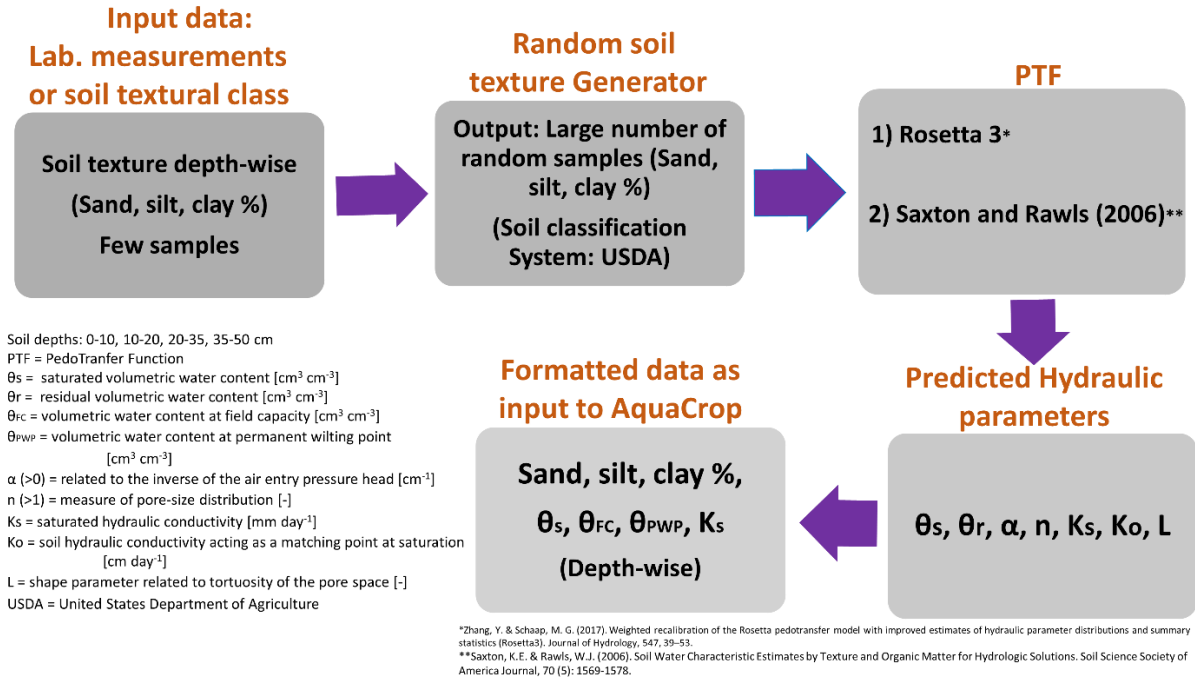 Input data:
Lab. measurements
or soil textural class
Soil texture depth-wise
(Sand, silt, clay %)
Few samples
Random soil
texture Generator
Output: Large number of
random samples (Sand,
silt, clay %)
(Soil classification
System: USDA)
PTF
1) Rosetta 3*
2) Saxton and Rawls (2006)**
Predicted Hydraulic
parameters
θs, θr, α, n, Ks, Ko, L
Formatted data as
input to AquaCrop
Sand, silt, clay %,
θs, θFC, θPWP, Ks
(Depth-wise)
Soil depths: 0-10, 10-20, 20-35, 35-50 cm
PTF = PedoTranfer Function
θs = saturated volumetric water content [cm³ cm⁻³]
θr = residual volumetric water content [cm³ cm⁻³]
θFC = volumetric water content at field capacity [cm³ cm⁻³]
θPWP = volumetric water content at permanent wilting point
[cm³ cm⁻³]
α (>0) = related to the inverse of the air entry pressure head [cm⁻¹]
n (>1) = measure of pore-size distribution [-]
Ks = saturated hydraulic conductivity [mm day⁻¹]
Ko = soil hydraulic conductivity acting as a matching point at saturation
[cm day⁻¹]
L = shape parameter related to tortuosity of the pore space [-]
USDA = United States Department of Agriculture
*Zhang, Y. & Schaap, M. G. (2017). Weighted recalibration of the Rosetta pedotransfer model with improved estimates of hydraulic parameter distributions and summary
statistics (Rosetta3). Journal of Hydrology, 547, 39–53.
**Saxton, K.E. & Rawls, W.J. (2006). Soil Water Characteristic Estimates by Texture and Organic Matter for Hydrologic Solutions. Soil Science Society of
America Journal, 70 (5): 1569-1578.